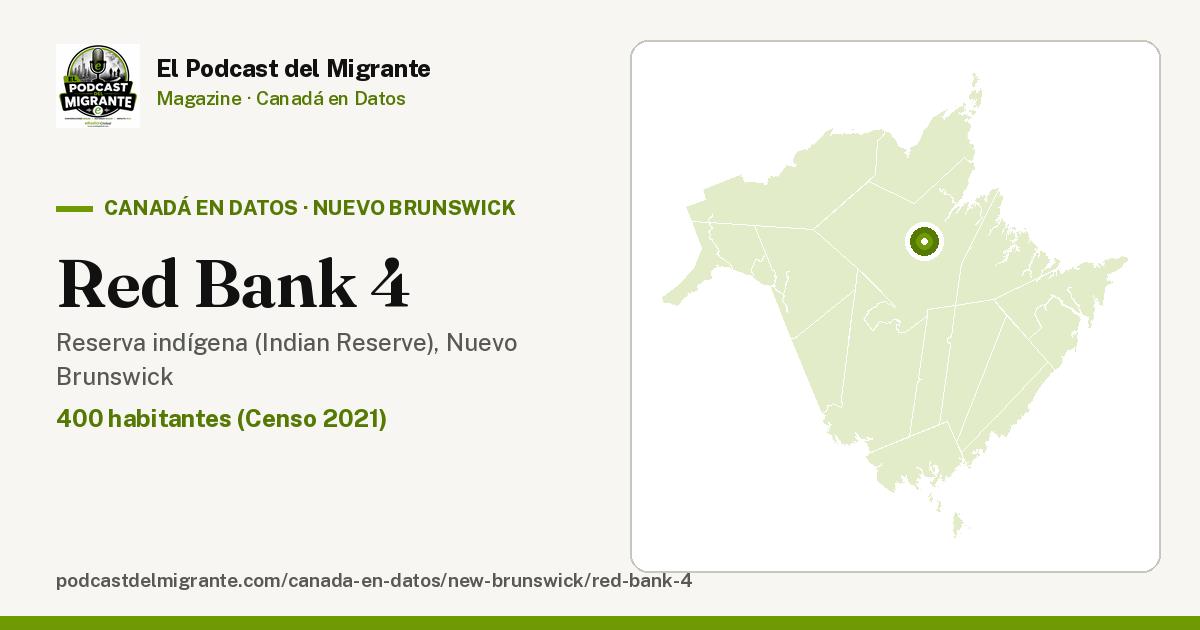 EL
PODCAST
DEL
MIGRANTE
El Podcast del Migrante
Magazine · Canadá en Datos
CANADÁ EN DATOS · NUEVO BRUNSWICK
Red Bank 4
Reserva indígena (Indian Reserve), Nuevo
Brunswick
400 habitantes (Censo 2021)
podcastdelmigrante.com/canada-en-datos/new-brunswick/red-bank-4